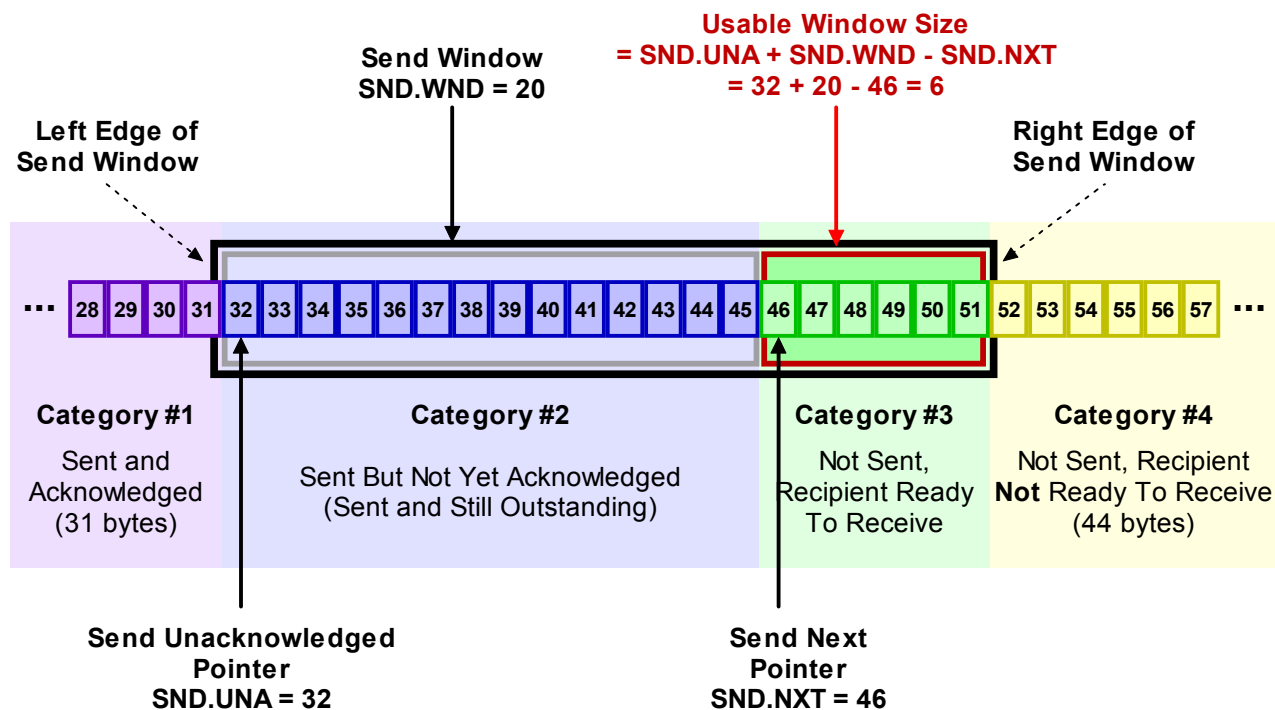 Usable Window Size
= SND.UNA + SND.WND - SND.NXT
= 32 + 20 - 46 = 6
Send Window
SND.WND = 20
Left Edge of
Send Window
Right Edge of
Send Window
... 28 29 30 31 32 33 34 35 36 37 38 39 40 41 42 43 44 45 46 47 48 49 50 51 52 53 54 55 56 57 ...
Category #1
Sent and
Acknowledged
(31 bytes)
Category #2
Sent But Not Yet Acknowledged
(Sent and Still Outstanding)
Category #3
Not Sent,
Recipient Ready
To Receive
Category #4
Not Sent, Recipient
Not Ready To Receive
(44 bytes)
Send Unacknowledged
Pointer
SND.UNA = 32
Send Next
Pointer
SND.NXT = 46